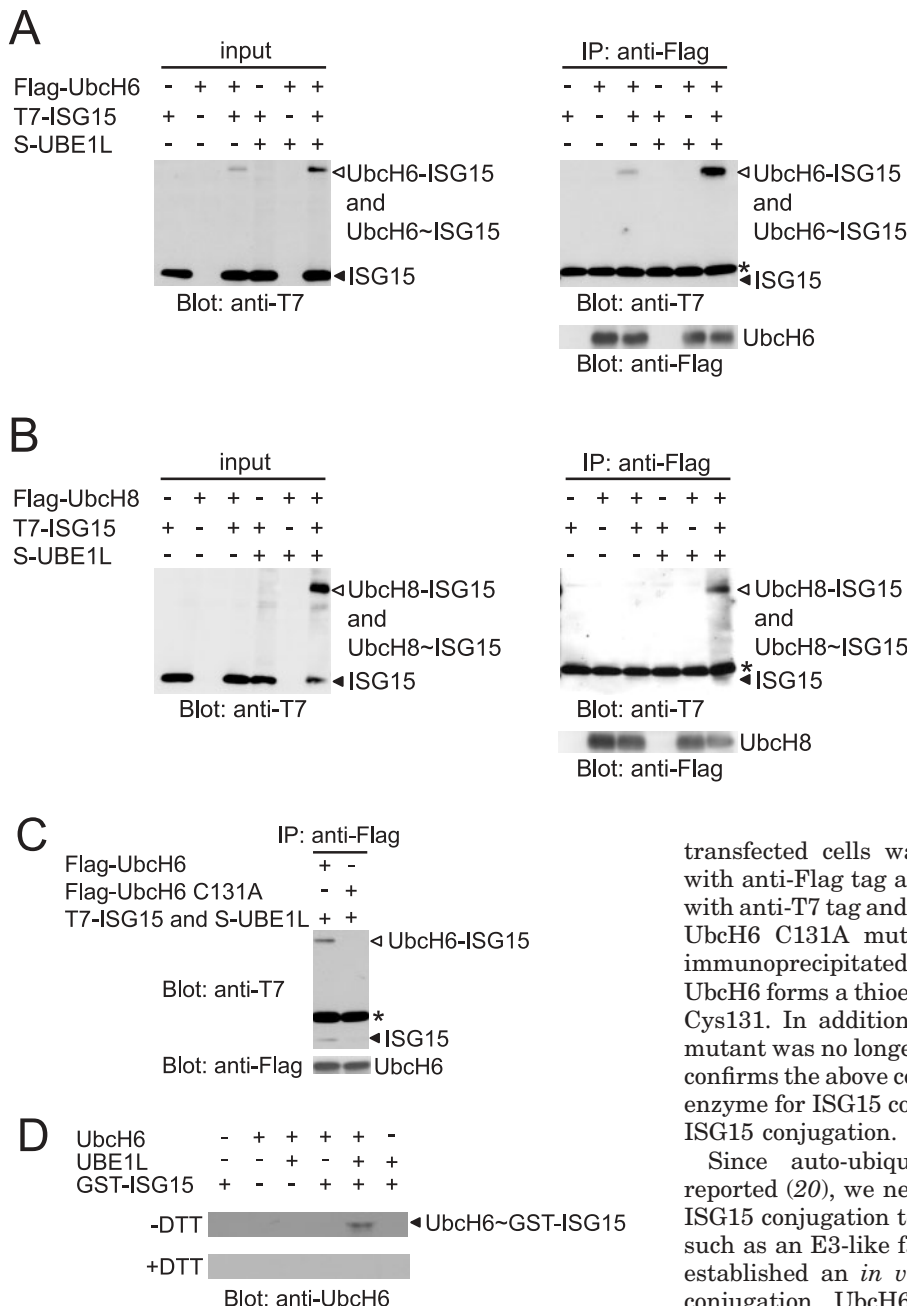 A
input
Flag-UbcH6 - + + - + +
T7-ISG15 + - + + - +
S-UBE1L - - - + + +
◁UbcH6-ISG15
and
UbcH6~ISG15
◀ISG15
Blot: anti-T7
IP: anti-Flag
- + + - + +
+ - + + - +
- - - + + +
◁UbcH6-ISG15
and
UbcH6~ISG15
*
◀ISG15
Blot: anti-T7
UbcH6
Blot: anti-Flag
B
input
Flag-UbcH8 - + + - + +
T7-ISG15 + - + + - +
S-UBE1L - - - + + +
◁UbcH8-ISG15
and
UbcH8~ISG15
◀ISG15
Blot: anti-T7
IP: anti-Flag
- + + - + +
+ - + + - +
- - - + + +
◁UbcH8-ISG15
and
UbcH8~ISG15
*
◀ISG15
Blot: anti-T7
UbcH8
Blot: anti-Flag
C
IP: anti-Flag
Flag-UbcH6 + -
Flag-UbcH6 C131A - +
T7-ISG15 and S-UBE1L + +
◁UbcH6-ISG15
Blot: anti-T7
*
◀ISG15
Blot: anti-Flag UbcH6
D
UbcH6 - + + + + -
UBE1L - - + - + +
GST-ISG15 + - - + + +
-DTT ◀UbcH6~GST-ISG15
+DTT
Blot: anti-UbcH6
transfected cells wa
with anti-Flag tag a
with anti-T7 tag and
UbcH6 C131A mut
immunoprecipitated
UbcH6 forms a thioe
Cys131. In addition
mutant was no longe
confirms the above co
enzyme for ISG15 co
ISG15 conjugation.
Since auto-ubiqu
reported (20), we ne
ISG15 conjugation t
such as an E3-like f
established an in v
conjugation. UbcH6